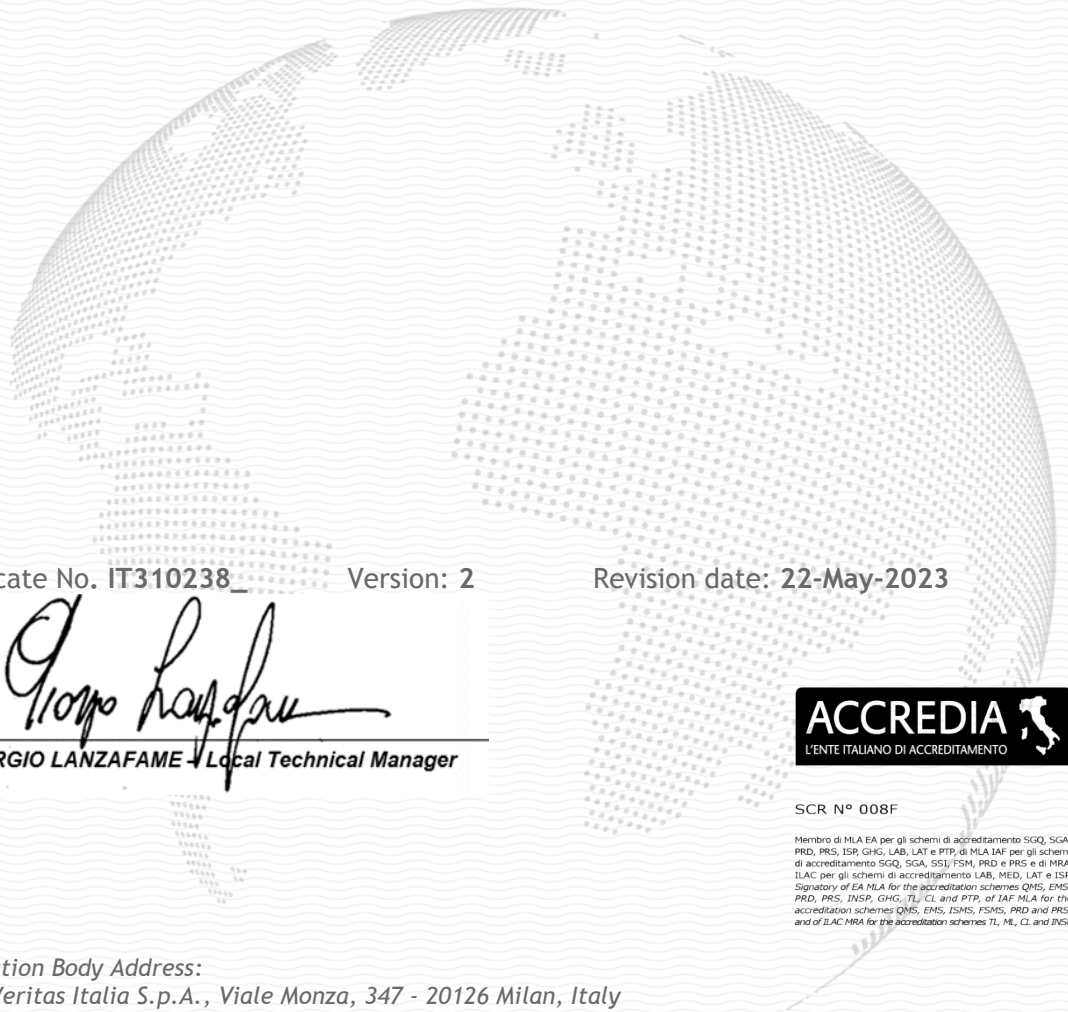 cate No. IT310238_ Version: 2 Revision date: 22-May-2023
RGIO LANZAFAME - Local Technical Manager
ACCREDIA
L'ENTE ITALIANO DI ACCREDITAMENTO
SCR N° 008F
Membro di MLA EA per gli schemi di accreditamento SGQ, SGA
PRD, PRS, ISP, GHG, LAB, LAT e PTP, di MLA IAF per gli schem
di accreditamento SGQ, SGA, SSI, FSM, PRD e PRS e di MRA
ILAC per gli schemi di accreditamento LAB, MED, LAT e ISP
Signatory of EA MLA for the accreditation schemes QMS, EMS
PRD, PRS, INSP, GHG, TL, CL and PTP, of IAF MLA for the
accreditation schemes QMS, EMS, ISMS, FSMS, PRD and PRS
and of ILAC MRA for the accreditation schemes TL, ML, CL and INSP
tion Body Address:
Veritas Italia S.p.A., Viale Monza, 347 - 20126 Milan, Italy